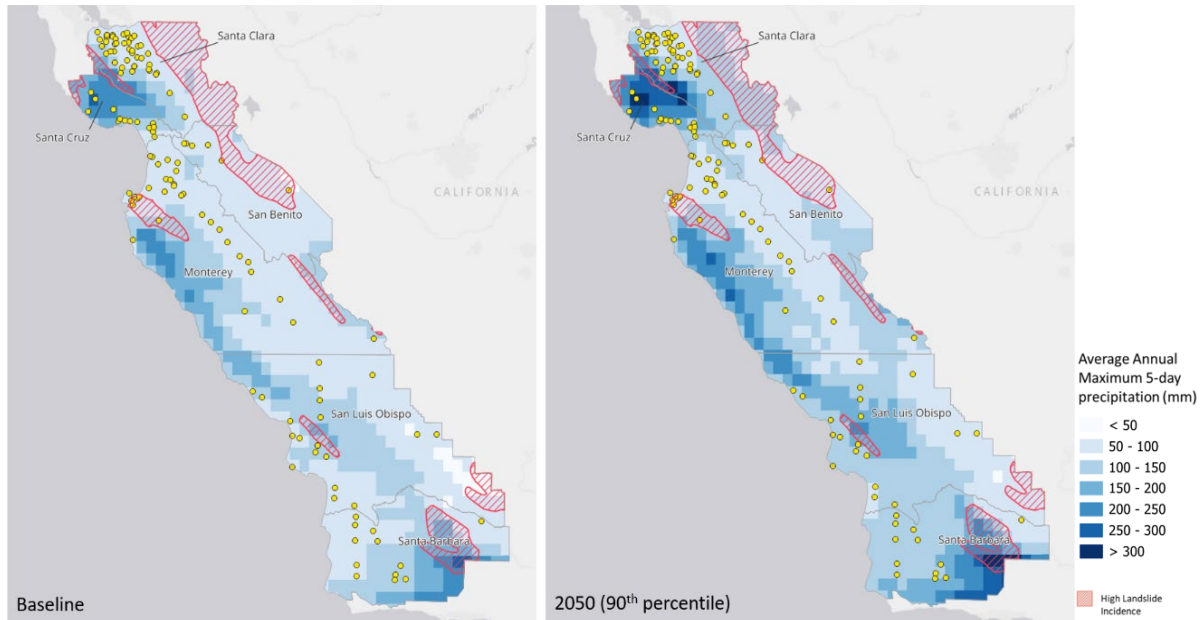 Santa Clara
Santa Cruz
CALIFORNIA
San Benito
Monterey
San Luis Obispo
Santa Barbara
Baseline
Santa Clara
Santa Cruz
CALIFORNIA
San Benito
Monterey
San Luis Obispo
Santa Barbara
2050 (90th percentile)
Average Annual
Maximum 5-day
precipitation (mm)
< 50
50 - 100
100 - 150
150 - 200
200 - 250
250 - 300
> 300
High Landslide
Incidence